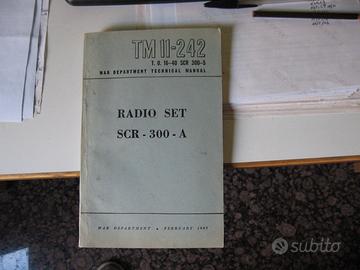 TM 11-242
T. O. 16-40 SCR 300-5
WAR DEPARTMENT TECHNICAL MANUAL
RADIO SET
SCR - 300 - A
WAR DEPARTMENT • FEBRUARY
subito